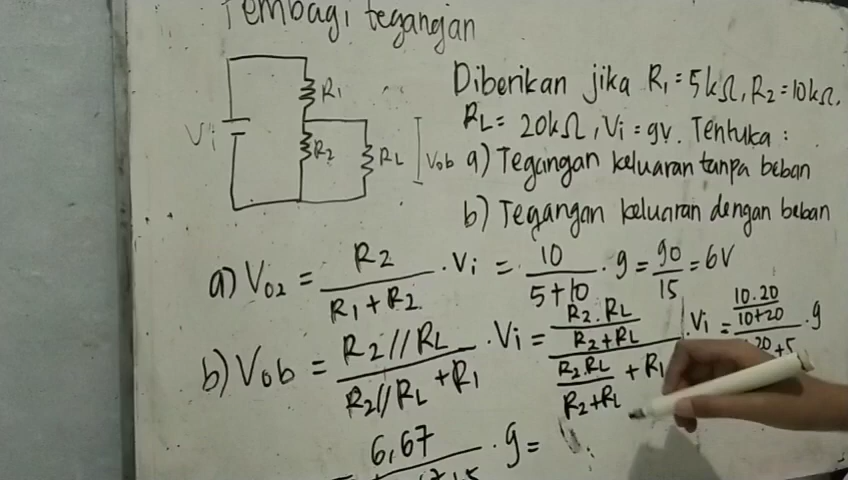 Pembagi tegangan
Vi
R1
R2
RL
Vob
Diberikan jika R1 = 5kΩ, R2 = 10kΩ,
RL = 20kΩ, Vi = 9V. Tentuka :
a) Tegangan keluaran tanpa beban
b) Tegangan keluaran dengan beban
a) Vo2 = R2 / R1 + R2 . Vi = 10 / 5+10 . 9 = 90 / 15 = 6V
b) Vob = R2 // RL / R2 // RL + R1 . Vi = R2 . RL / R2 + RL / R2 . RL / R2 + RL + R1 . Vi = 10 . 20 / 10+20 / 20 +5 . 9
6,67 . 9 =